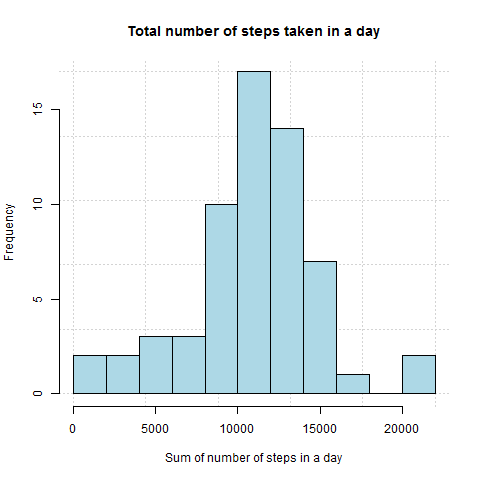 Total number of steps taken in a day
Frequency
15
10
5
0
0 5000 10000 15000 20000
Sum of number of steps in a day